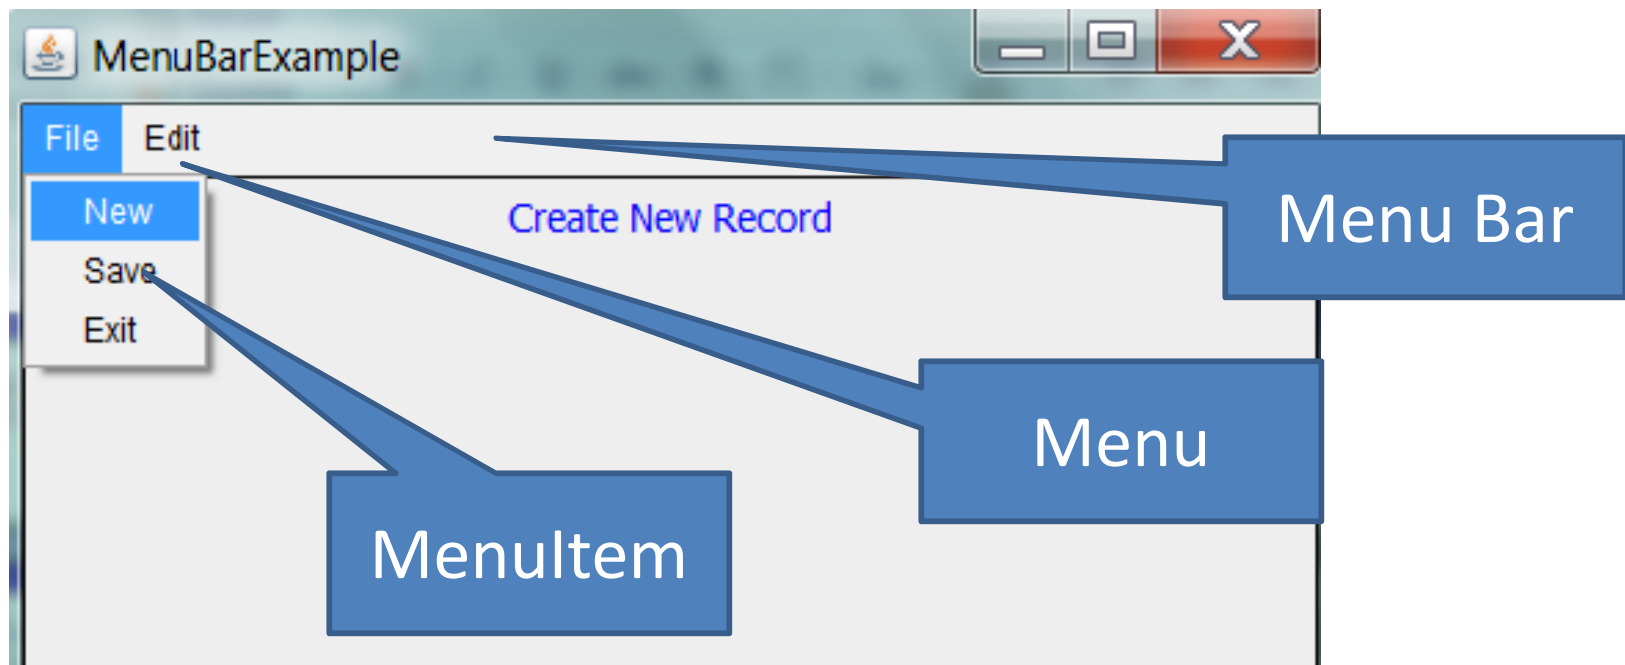 MenuBarExample
File Edit
New
Save
Exit
Create New Record
Menu Bar
Menu
MenuItem